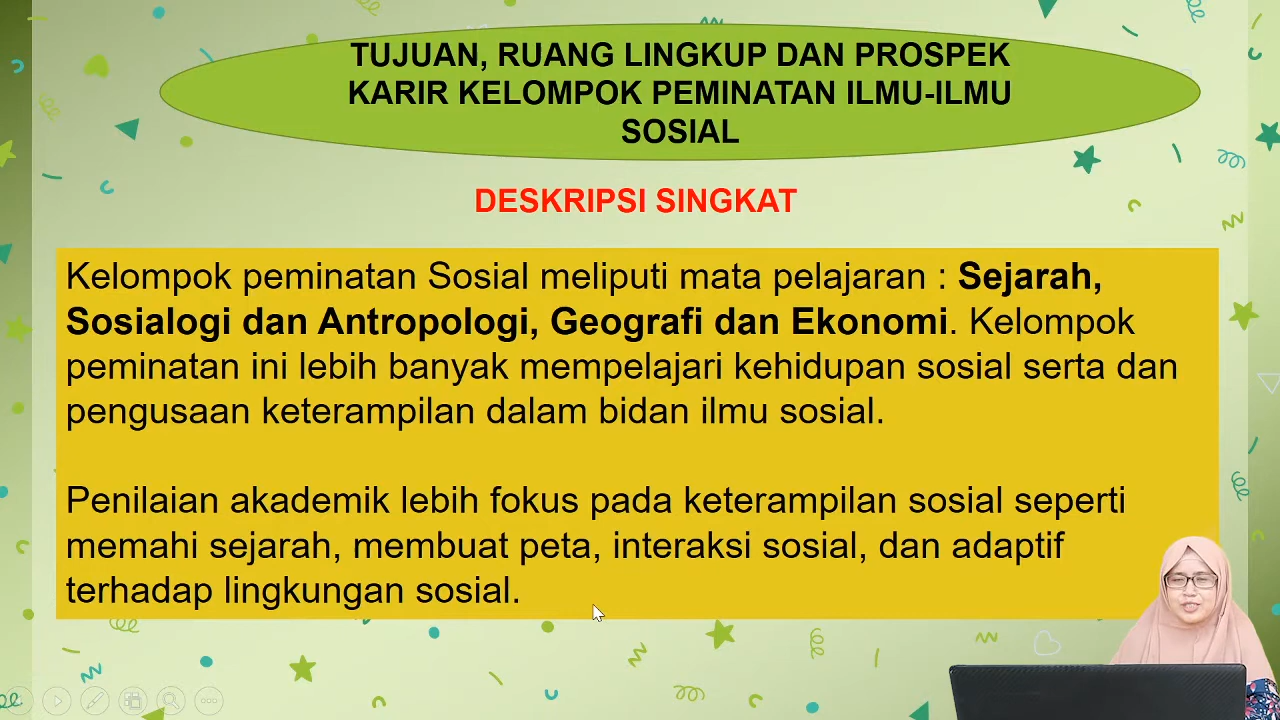 TUJUAN, RUANG LINGKUP DAN PROSPEK
KARIR KELOMPOK PEMINATAN ILMU-ILMU
SOSIAL
DESKRIPSI SINGKAT
Kelompok peminatan Sosial meliputi mata pelajaran : Sejarah,
Sosialogi dan Antropologi, Geografi dan Ekonomi. Kelompok
peminatan ini lebih banyak mempelajari kehidupan sosial serta dan
pengusaan keterampilan dalam bidan ilmu sosial.
Penilaian akademik lebih fokus pada keterampilan sosial seperti
memahi sejarah, membuat peta, interaksi sosial, dan adaptif
terhadap lingkungan sosial.